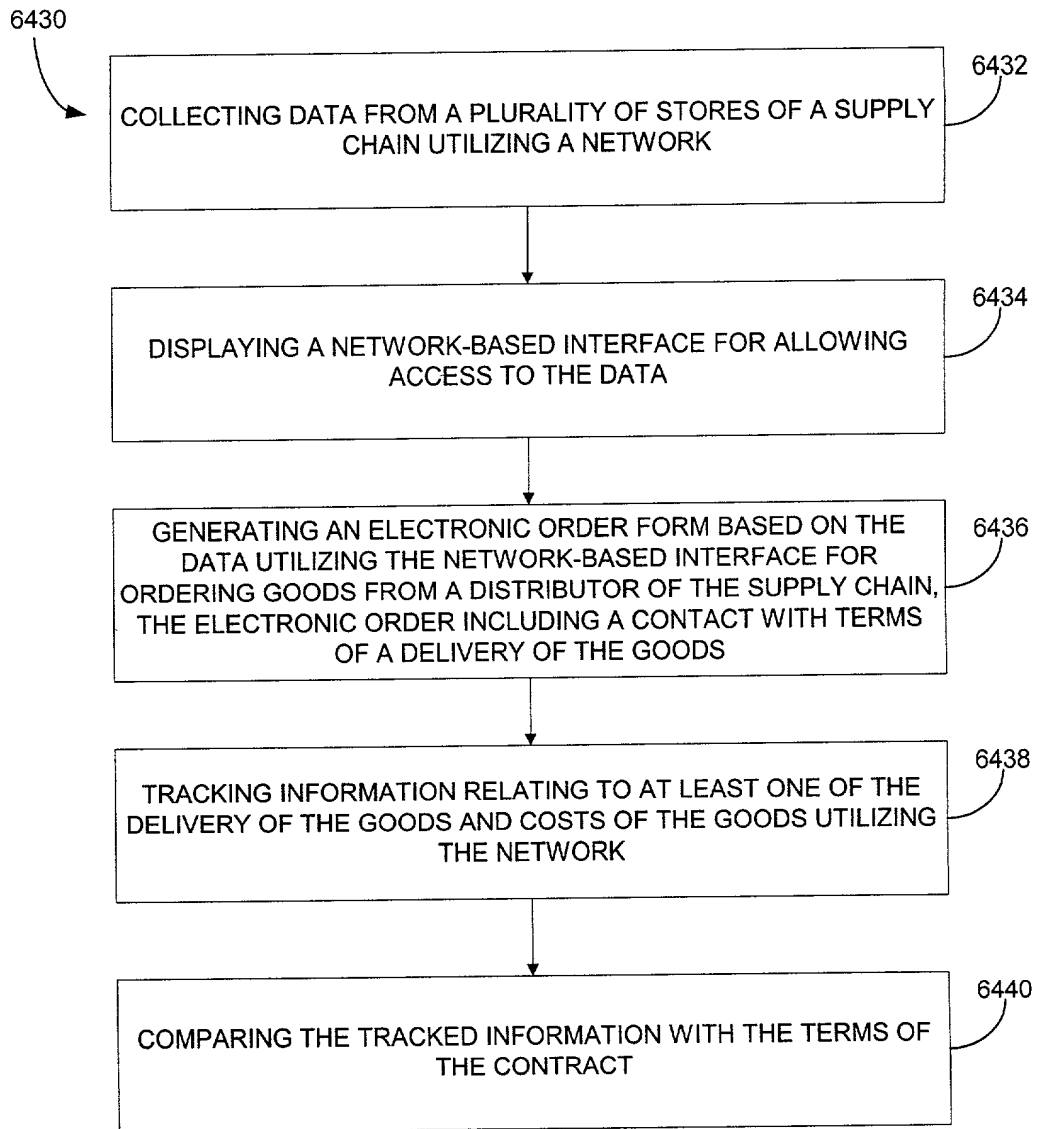 6430
6432
COLLECTING DATA FROM A PLURALITY OF STORES OF A SUPPLY
CHAIN UTILIZING A NETWORK
6434
DISPLAYING A NETWORK-BASED INTERFACE FOR ALLOWING
ACCESS TO THE DATA
6436
GENERATING AN ELECTRONIC ORDER FORM BASED ON THE
DATA UTILIZING THE NETWORK-BASED INTERFACE FOR
ORDERING GOODS FROM A DISTRIBUTOR OF THE SUPPLY CHAIN,
THE ELECTRONIC ORDER INCLUDING A CONTACT WITH TERMS
OF A DELIVERY OF THE GOODS
6438
TRACKING INFORMATION RELATING TO AT LEAST ONE OF THE
DELIVERY OF THE GOODS AND COSTS OF THE GOODS UTILIZING
THE NETWORK
6440
COMPARING THE TRACKED INFORMATION WITH THE TERMS OF
THE CONTRACT